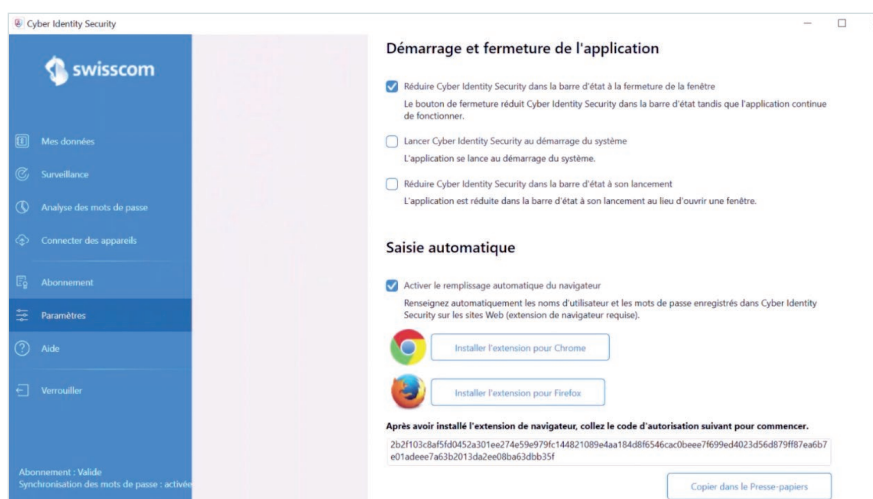 Cyber Identity Security
swisscom
Mes données
Surveillance
Analyse des mots de passe
Connecter des appareils
Abonnement
Paramètres
Aide
Verrouiller
Abonnement : Valide
Synchronisation des mots de passe : activée
Démarrage et fermeture de l'application
Réduire Cyber Identity Security dans la barre d'état à la fermeture de la fenêtre
Le bouton de fermeture réduit Cyber Identity Security dans la barre d'état tandis que l'application continue
de fonctionner.
Lancer Cyber Identity Security au démarrage du système
L'application se lance au démarrage du système.
Réduire Cyber Identity Security dans la barre d'état à son lancement
L'application est réduite dans la barre d'état à son lancement au lieu d'ouvrir une fenêtre.
Saisie automatique
Activer le remplissage automatique du navigateur
Renseignez automatiquement les noms d'utilisateur et les mots de passe enregistrés dans Cyber Identity
Security sur les sites Web (extension de navigateur requise).
Installer l'extension pour Chrome
Installer l'extension pour Firefox
Après avoir installé l'extension de navigateur, collez le code d'autorisation suivant pour commencer.
2b2f103c8af5fd0452a301ee274e59e979fc144821089e4aa184d8f6546cac0beee7f699ed4023d56d879ff87ea6b7
e01adeee7a63b2013da2ee08ba63dbb35f
Copier dans le Presse-papiers